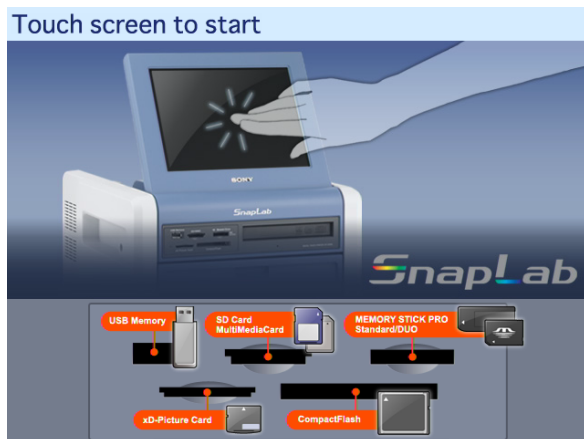 Touch screen to start
SONY
SnapLab
SnapLab
USB Memory
SD Card
MultiMediaCard
MEMORY STICK PRO
Standard/DUO
xD-Picture Card
CompactFlash